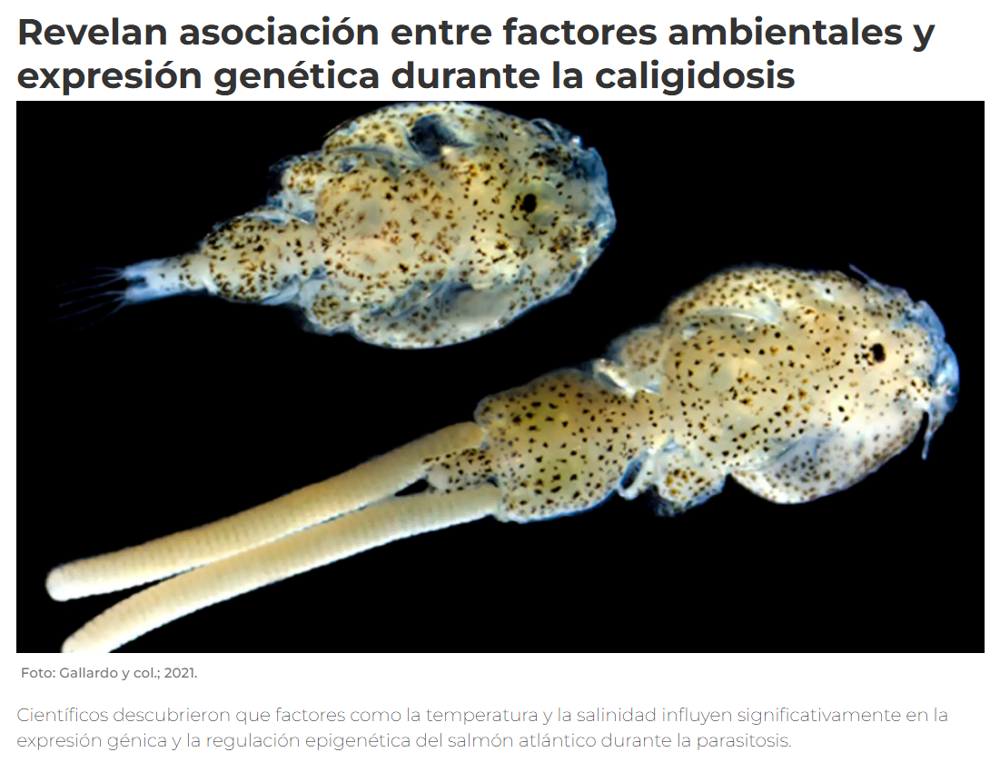 Revelan asociación entre factores ambientales y
expresión genética durante la caligidosis
Foto: Gallardo y col.; 2021.
Científicos descubrieron que factores como la temperatura y la salinidad influyen significativamente en la
expresión génica y la regulación epigenética del salmón atlántico durante la parasitosis.